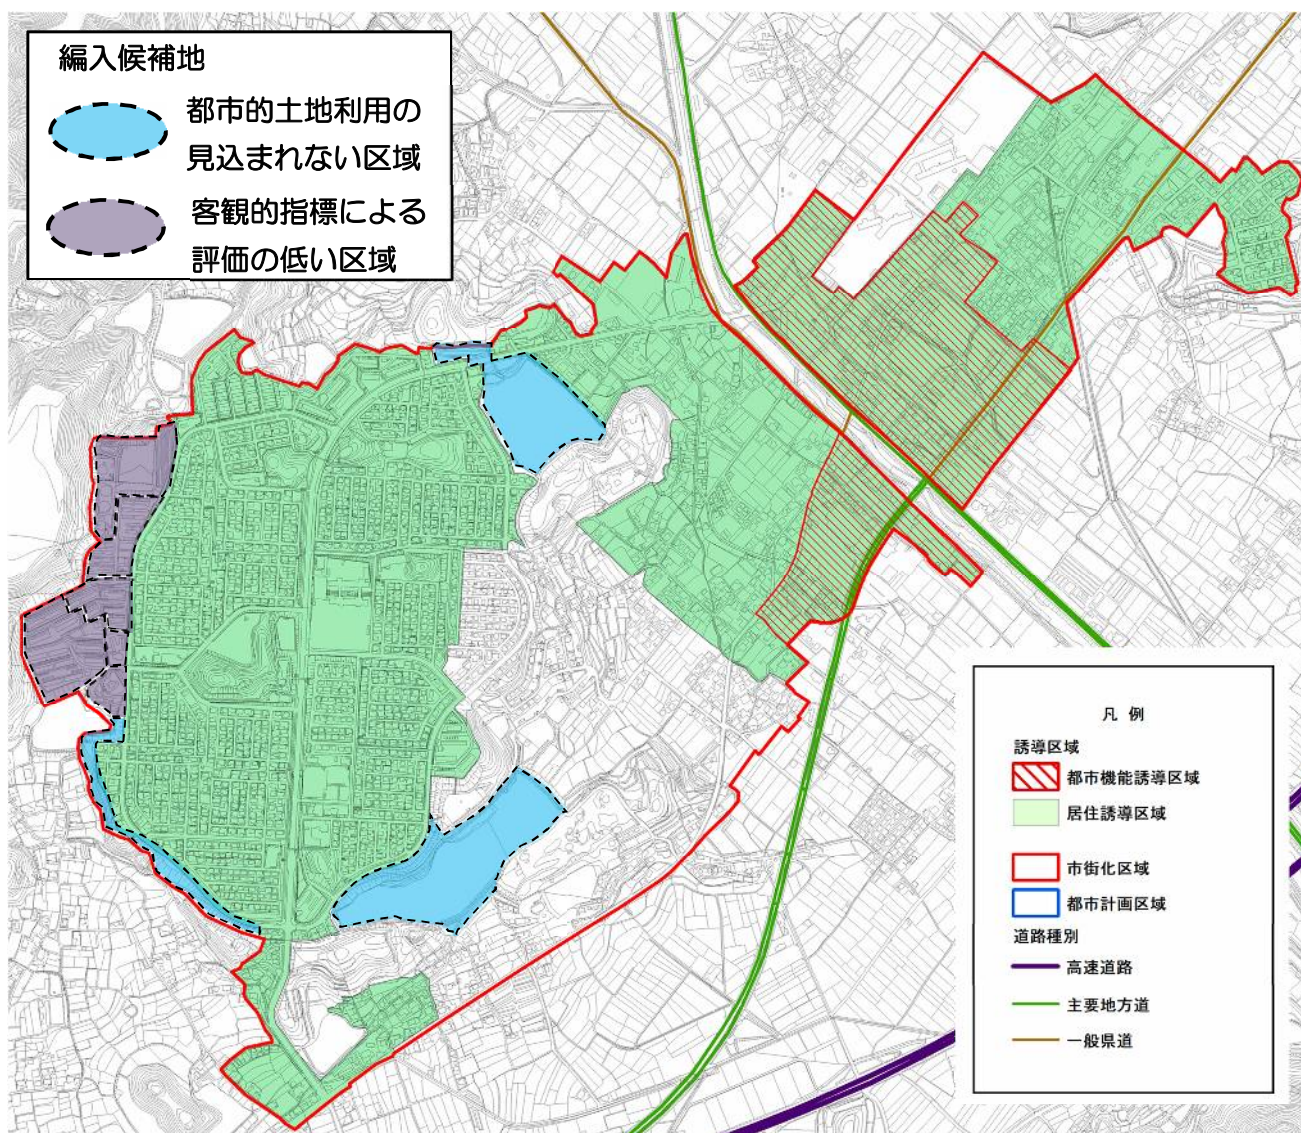 編入候補地
都市的土地利用の
見込まれない区域
客観的指標による
評価の低い区域
凡 例
誘導区域
都市機能誘導区域
居住誘導区域
市街化区域
都市計画区域
道路種別
高速道路
主要地方道
一般県道